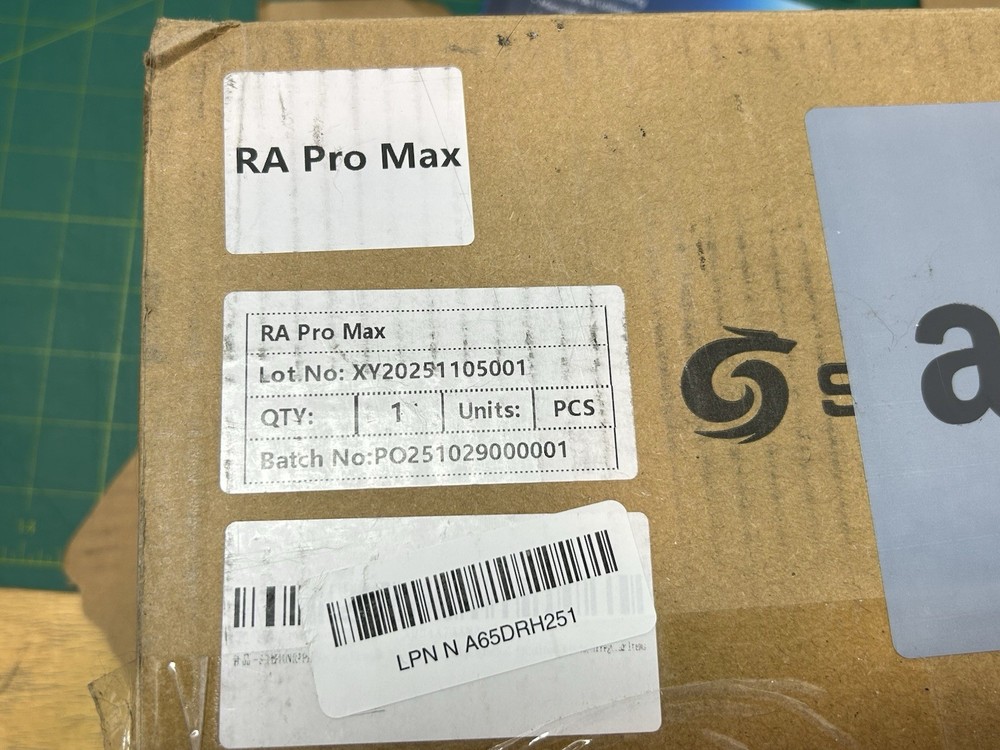 RA Pro Max
RA Pro Max
Lot.No: XY20251105001
QTY: 1 Units: PCS
Batch No:PO251029000001
LPN N A65DRH251
S
a